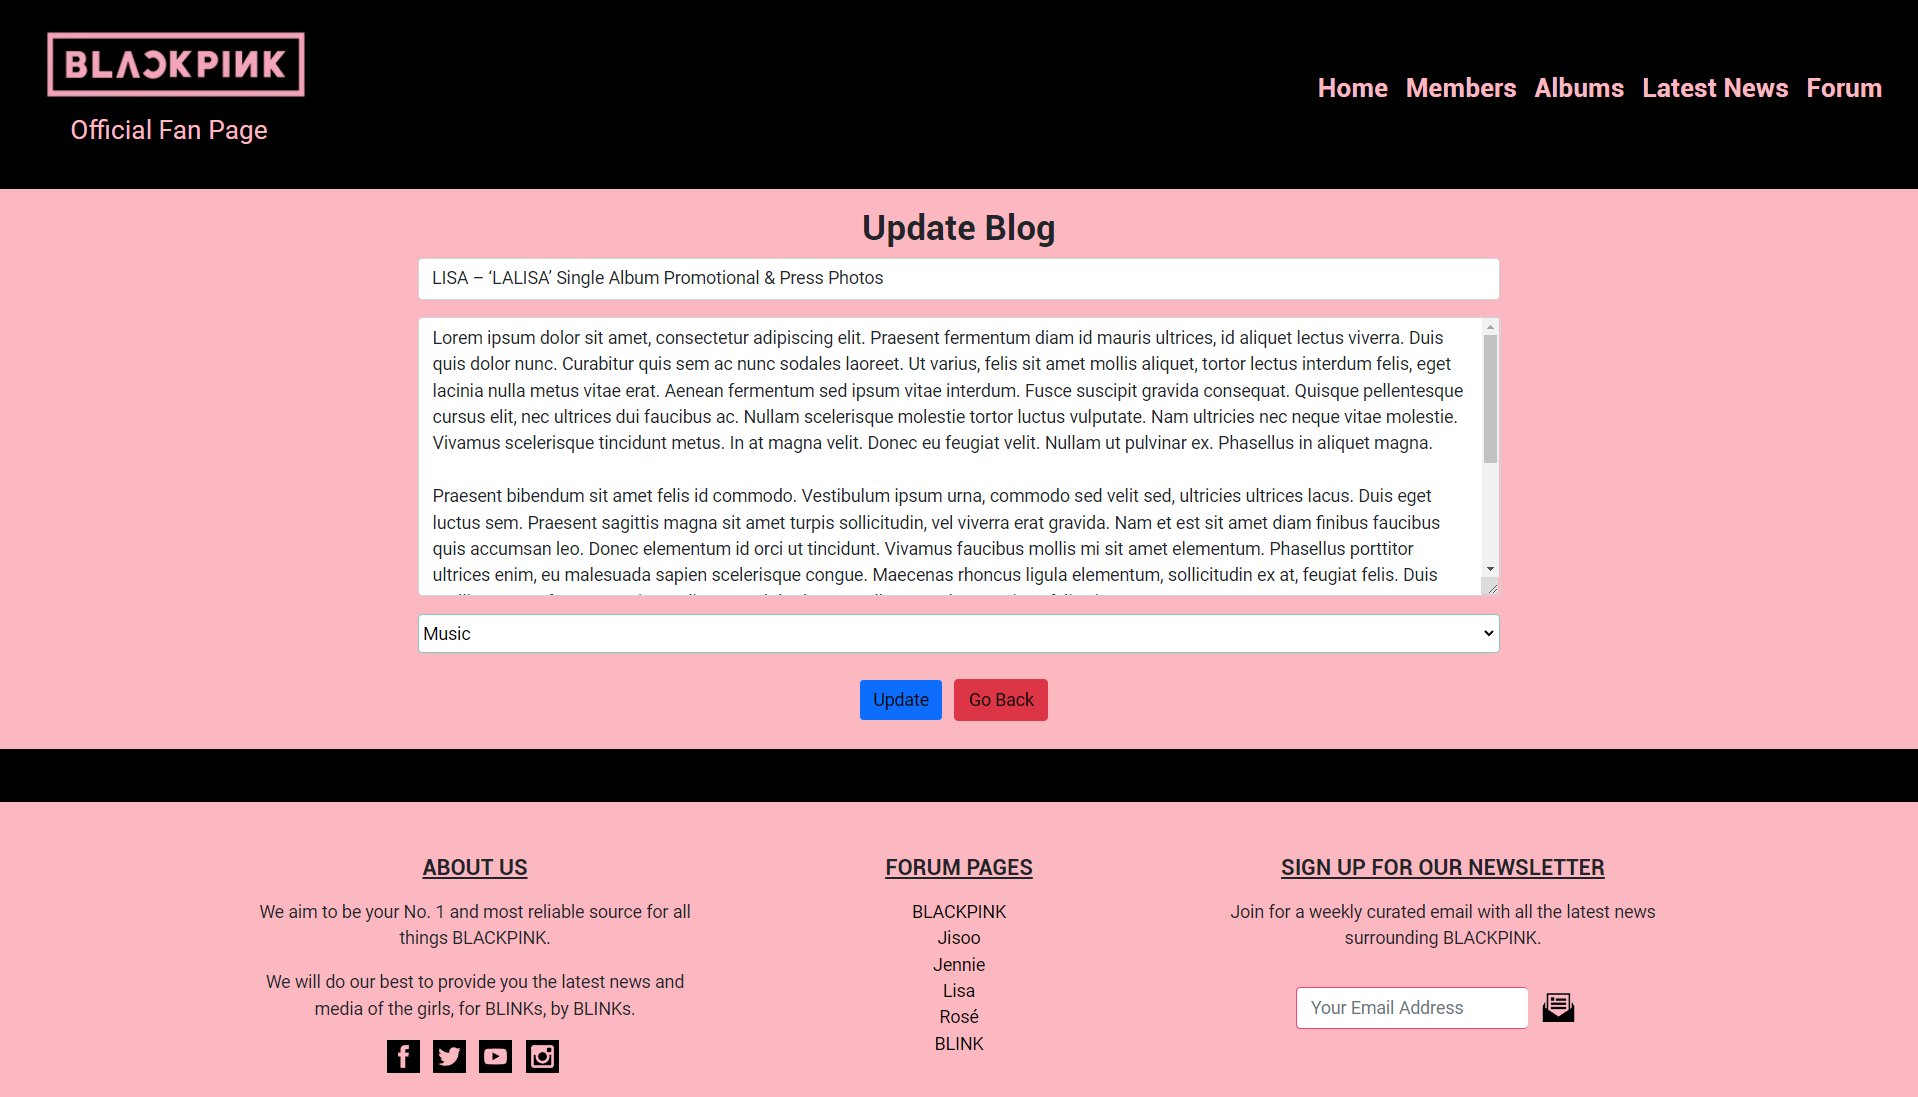 BLACKPINK
Official Fan Page
Home Members Albums Latest News Forum
Update Blog
LISA – ‘LALISA’ Single Album Promotional & Press Photos
Lorem ipsum dolor sit amet, consectetur adipiscing elit. Praesent fermentum diam id mauris ultrices, id aliquet lectus viverra. Duis
quis dolor nunc. Curabitur quis sem ac nunc sodales laoreet. Ut varius, felis sit amet mollis aliquet, tortor lectus interdum felis, eget
lacinia nulla metus vitae erat. Aenean fermentum sed ipsum vitae interdum. Fusce suscipit gravida consequat. Quisque pellentesque
cursus elit, nec ultrices dui faucibus ac. Nullam scelerisque molestie tortor luctus vulputate. Nam ultricies nec neque vitae molestie.
Vivamus scelerisque tincidunt metus. In at magna velit. Donec eu feugiat velit. Nullam ut pulvinar ex. Phasellus in aliquet magna.
Praesent bibendum sit amet felis id commodo. Vestibulum ipsum urna, commodo sed velit sed, ultricies ultrices lacus. Duis eget
luctus sem. Praesent sagittis magna sit amet turpis sollicitudin, vel viverra erat gravida. Nam et est sit amet diam finibus faucibus
quis accumsan leo. Donec elementum id orci ut tincidunt. Vivamus faucibus mollis mi sit amet elementum. Phasellus porttitor
ultrices enim, eu malesuada sapien scelerisque congue. Maecenas rhoncus ligula elementum, sollicitudin ex at, feugiat felis. Duis
Music
Update Go Back
ABOUT US
We aim to be your No. 1 and most reliable source for all
things BLACKPINK.
We will do our best to provide you the latest news and
media of the girls, for BLINKs, by BLINKs.
FORUM PAGES
BLACKPINK
Jisoo
Jennie
Lisa
Rosé
BLINK
SIGN UP FOR OUR NEWSLETTER
Join for a weekly curated email with all the latest news
surrounding BLACKPINK.
Your Email Address